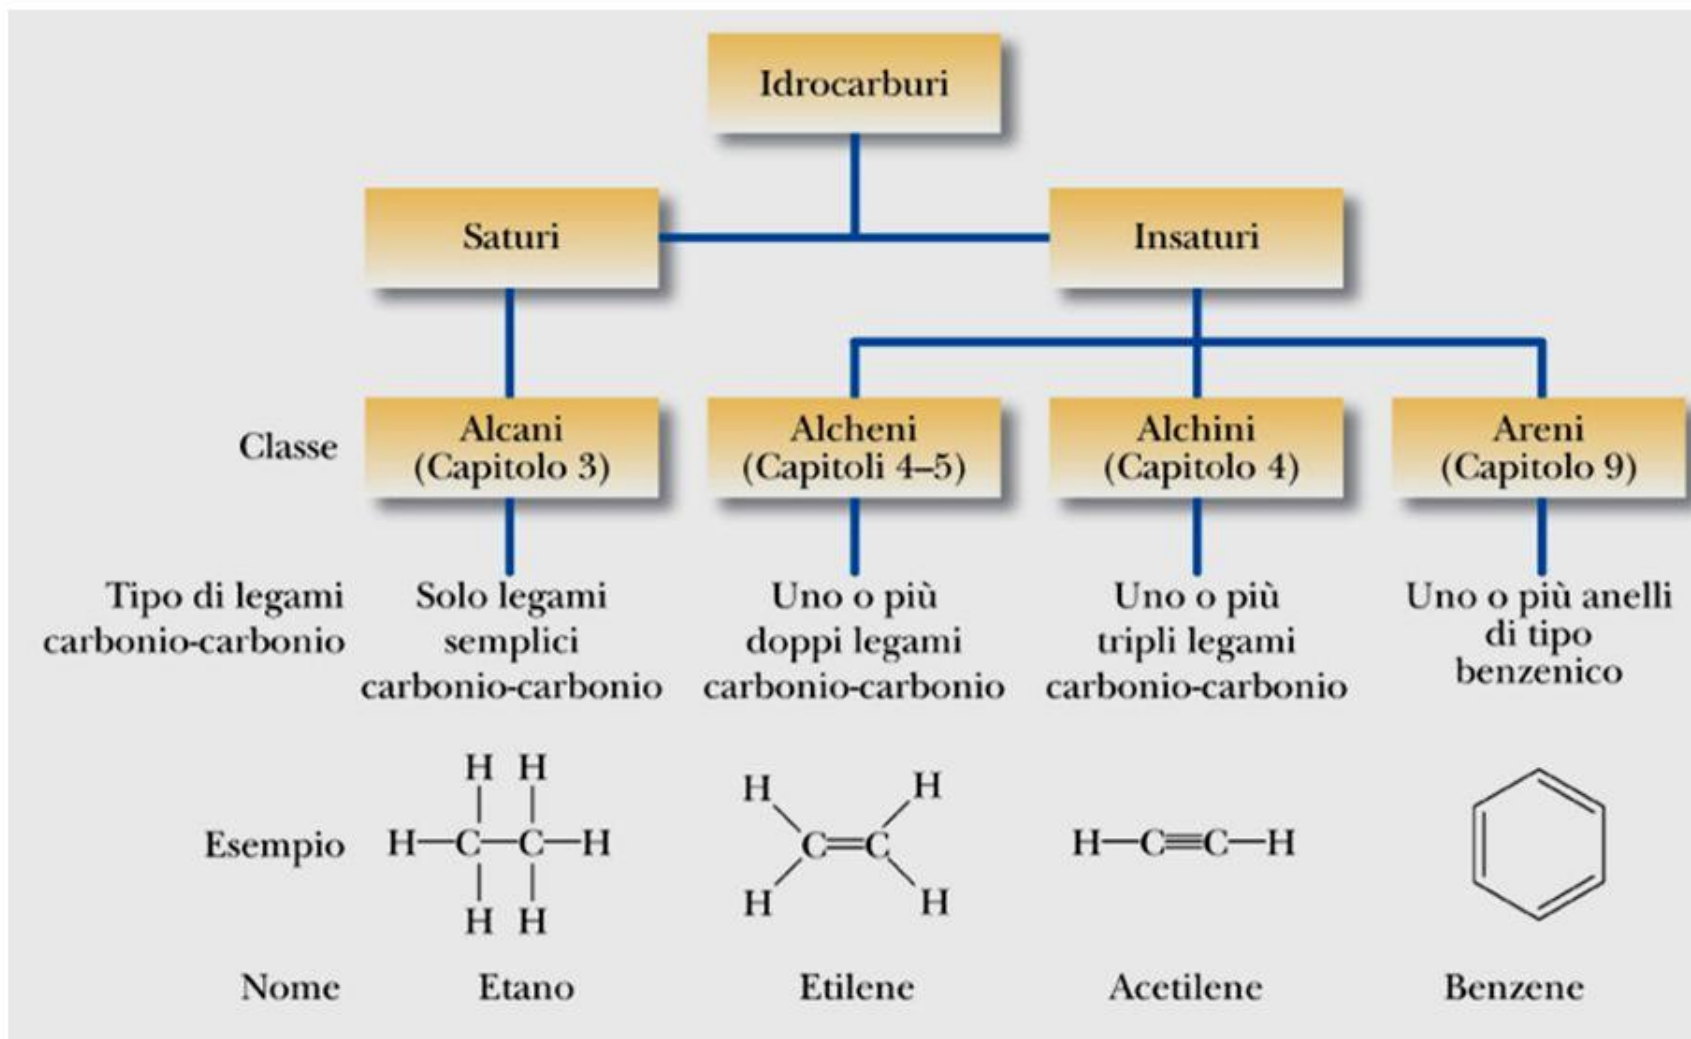 Idrocarburi
Saturi
Insaturi
Classe
Alcani
(Capitolo 3)
Alcheni
(Capitoli 4–5)
Alchini
(Capitolo 4)
Areni
(Capitolo 9)
Tipo di legami
carbonio-carbonio
Solo legami
semplici
carbonio-carbonio
Uno o più
doppi legami
carbonio-carbonio
Uno o più
tripli legami
carbonio-carbonio
Uno o più anelli
di tipo
benzenico
Esempio
H H
H—C—C—H
H H
H H
C=C
H H
H—C≡C—H
Nome
Etano
Etilene
Acetilene
Benzene